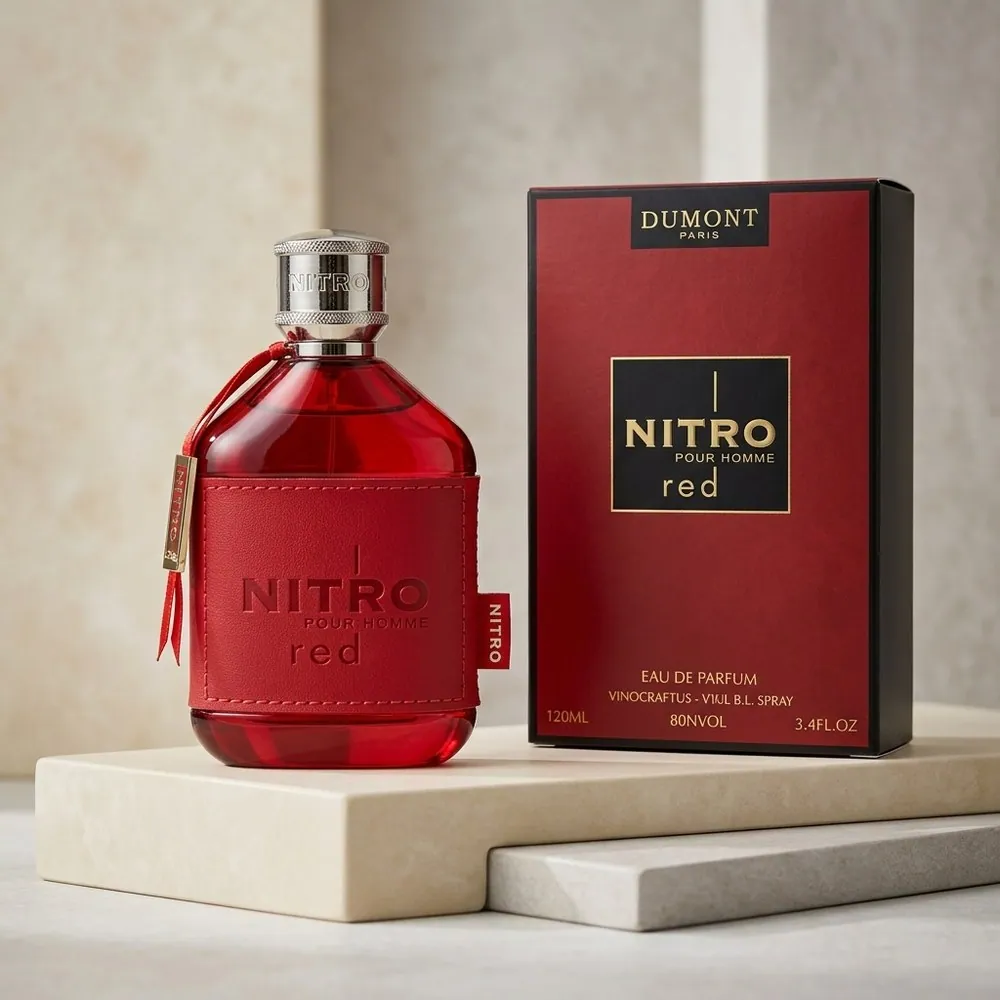 NITRO
NITRO
NITRO
POUR HOMME
red
NITRO
DUMONT
PARIS
NITRO
POUR HOMME
red
EAU DE PARFUM
VINOCRAFTUS - B.L. SPRAY
120ML
80NVOL
3.4FL.OZ